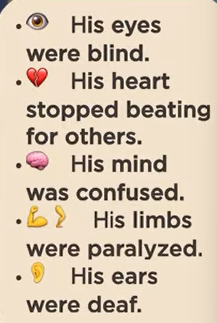 • 👁️ His eyes
were blind.
• 💔 His heart
stopped beating
for others.
• 🧠 His mind
was confused.
• 💪🦿 His limbs
were paralyzed.
• 👂 His ears
were deaf.